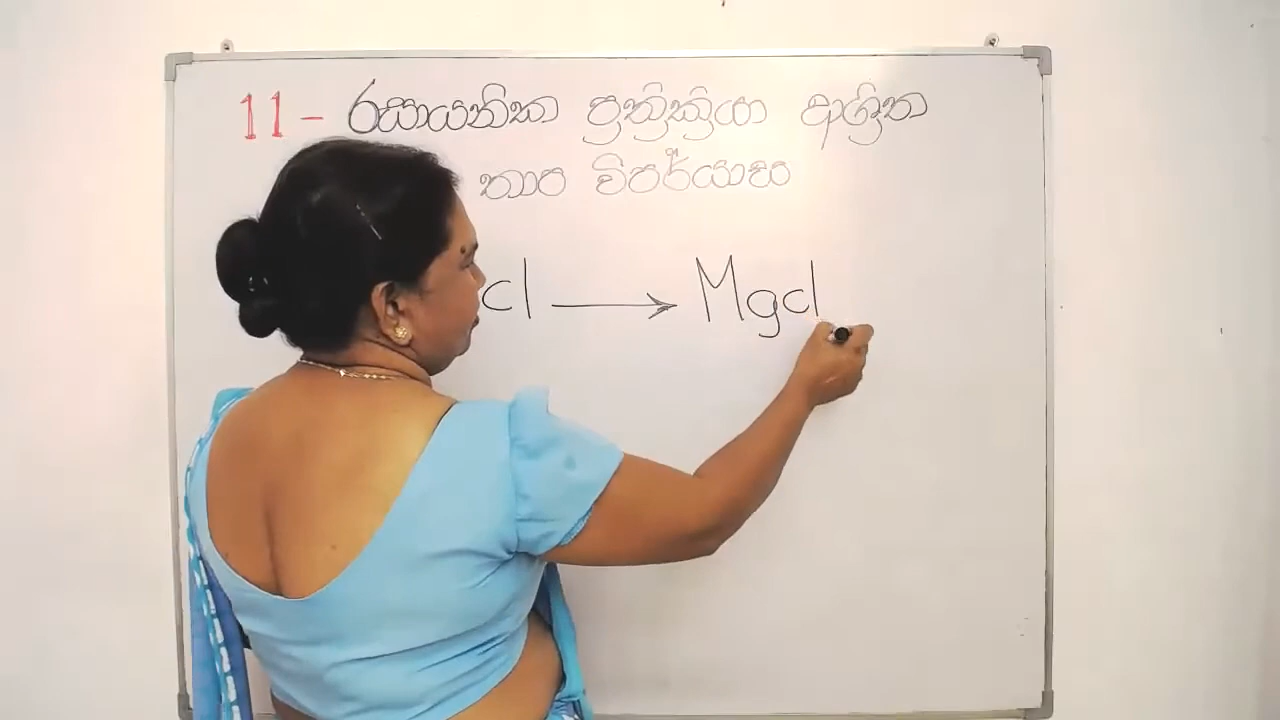 11 - රසායනික ප්‍රතික්‍රියා ආශ්‍රිත
තාප විපර්යාස
cl → Mgcl